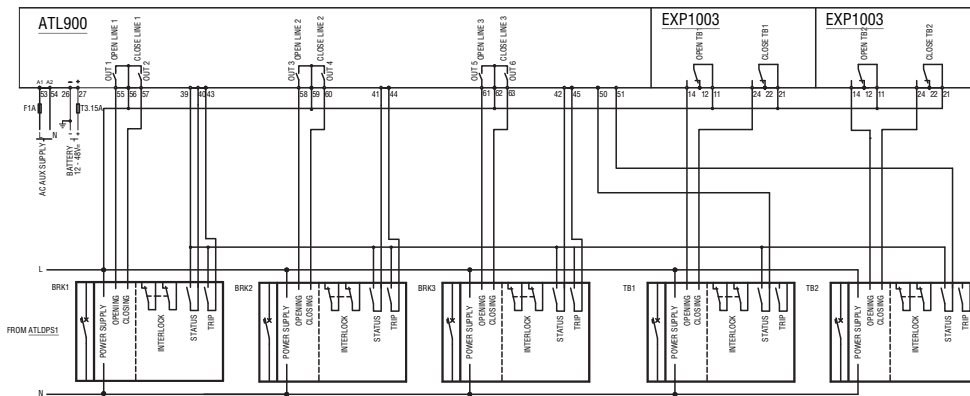 ATL900
EXP1003
EXP1003
OPEN LINE 1
CLOSE LINE 1
OPEN LINE 2
CLOSE LINE 2
OPEN LINE 3
CLOSE LINE 3
OPEN TB1
CLOSE TB1
OPEN TB2
CLOSE TB2
OUT 1
OUT 2
OUT 3
OUT 4
OUT 5
OUT 6
A1 A2 - +
53 54 26 27 55 56 57 39 40 43 58 59 60 41 44 61 62 63 42 45 50 51 14 12 11 24 22 21 14 12 11 24 22 21
F1A
T3.15A
L N
- +
AC AUX SUPPLY
BATTERY
12 - 48V=
L
BRK1
BRK2
BRK3
TB1
TB2
FROM ATLDPS1
POWER SUPPLY
OPENING
CLOSING
INTERLOCK
STATUS
TRIP
POWER SUPPLY
OPENING
CLOSING
INTERLOCK
STATUS
TRIP
POWER SUPPLY
OPENING
CLOSING
INTERLOCK
STATUS
TRIP
POWER SUPPLY
OPENING
CLOSING
INTERLOCK
STATUS
TRIP
POWER SUPPLY
OPENING
CLOSING
INTERLOCK
STATUS
TRIP
N